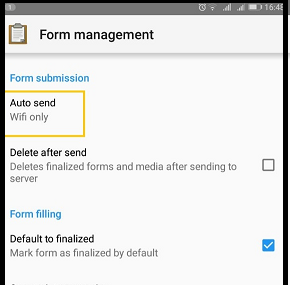 16:48
Form management
Form submission
Auto send
Wifi only
Delete after send
Deletes finalized forms and media after sending to
server
Form filling
Default to finalized
Mark form as finalized by default